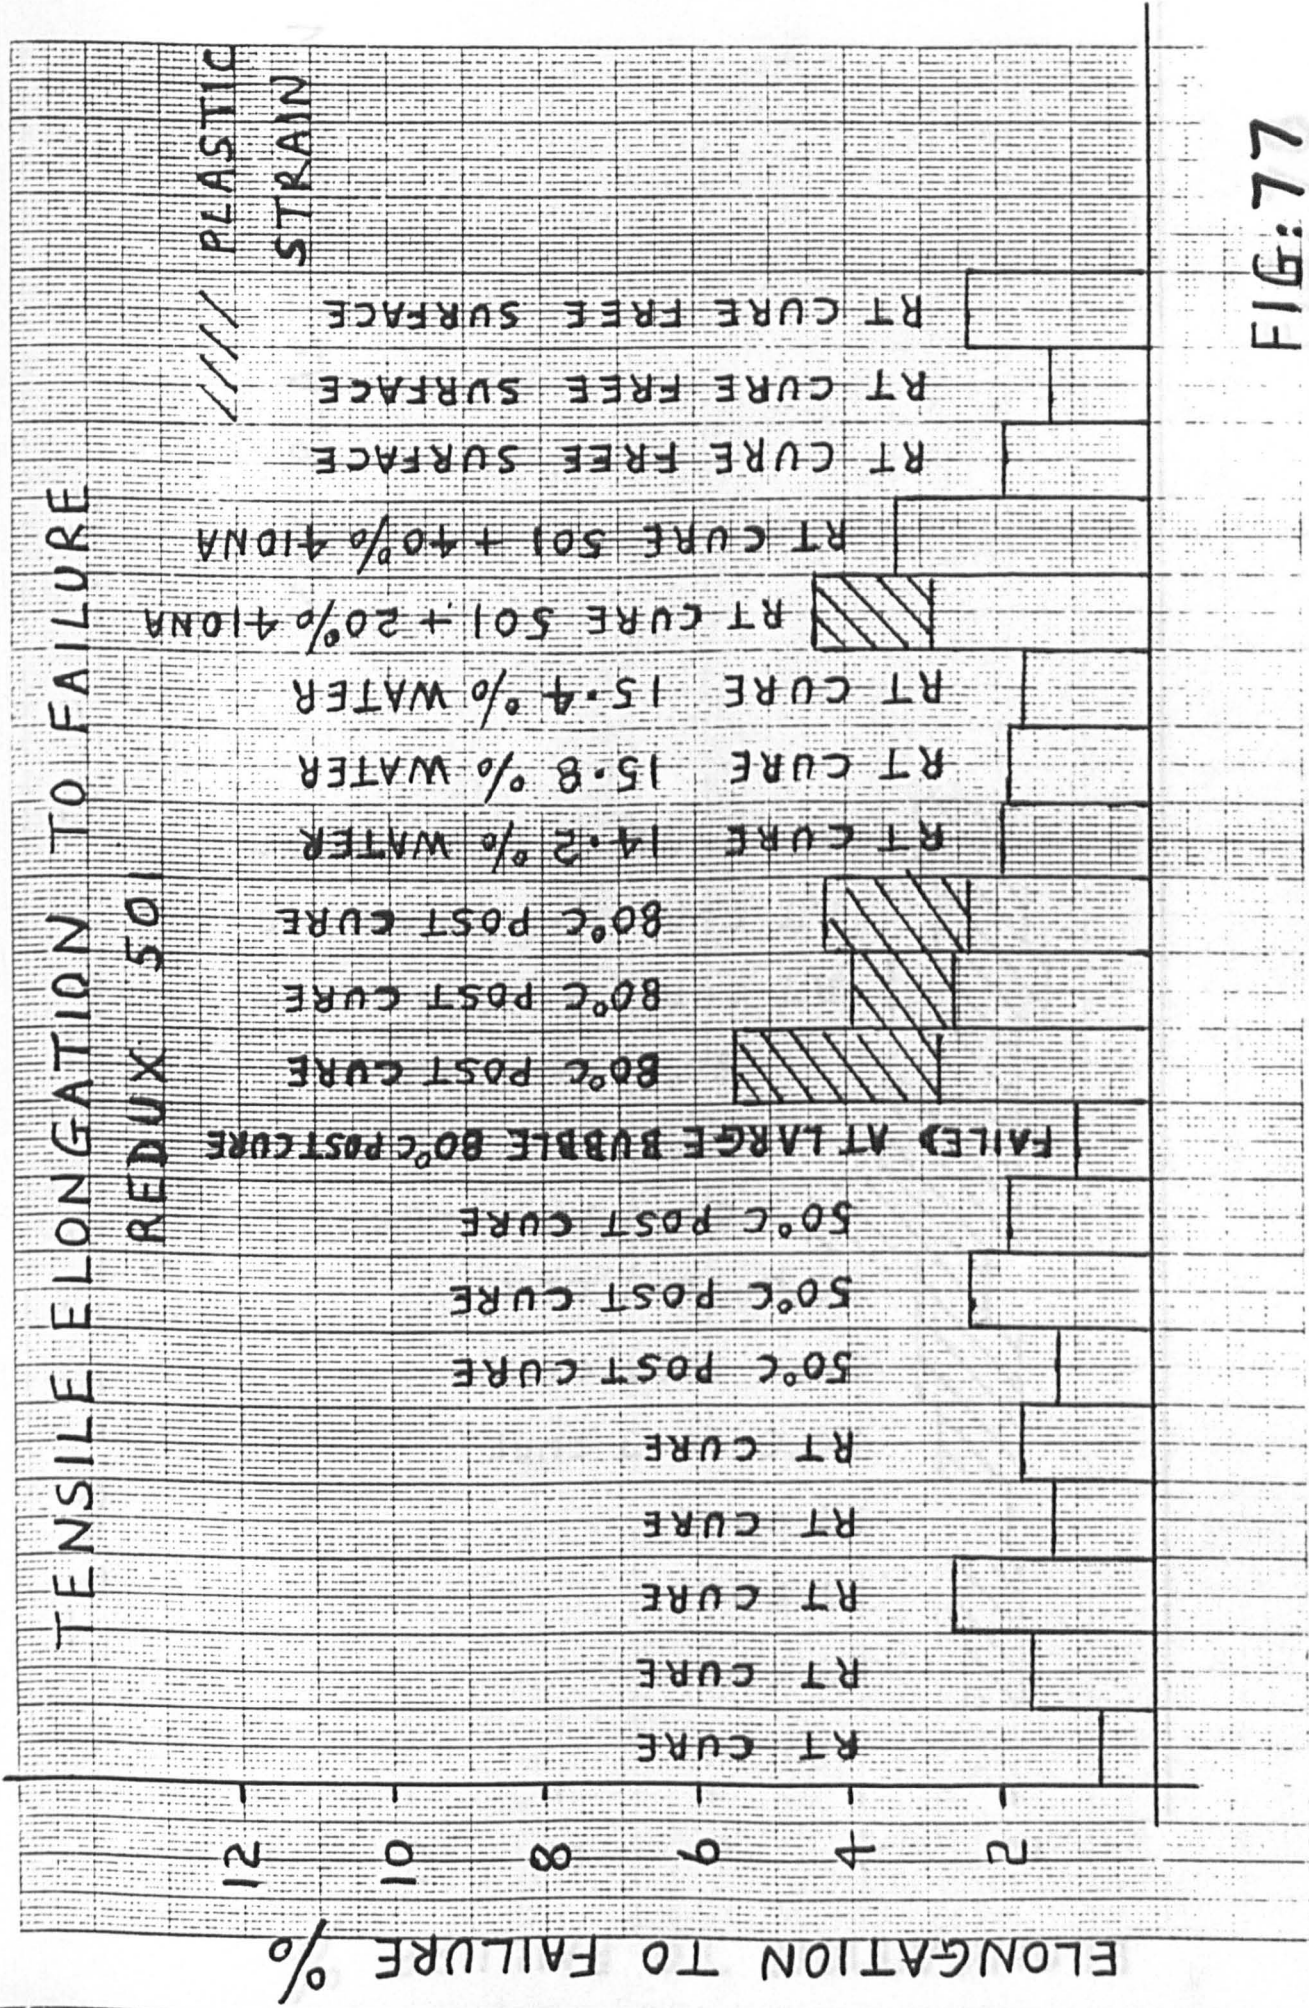 TENSILE ELONGATION TO FAILURE
REDUX 501
//// PLASTIC
STRAIN
ELONGATION TO FAILURE %
12
10
8
6
4
2
RT CURE
RT CURE
RT CURE
RT CURE
RT CURE
50°C POST CURE
50°C POST CURE
50°C POST CURE
FAILED AT LARGE BUBBLE 80°C POST CURE
80°C POST CURE
80°C POST CURE
80°C POST CURE
RT CURE 14.2 % WATER
RT CURE 15.8 % WATER
RT CURE 15.4 % WATER
RT CURE 501 + 20% 410NA
RT CURE 501 + 40% 410NA
RT CURE FREE SURFACE
RT CURE FREE SURFACE
RT CURE FREE SURFACE
FIG: 77